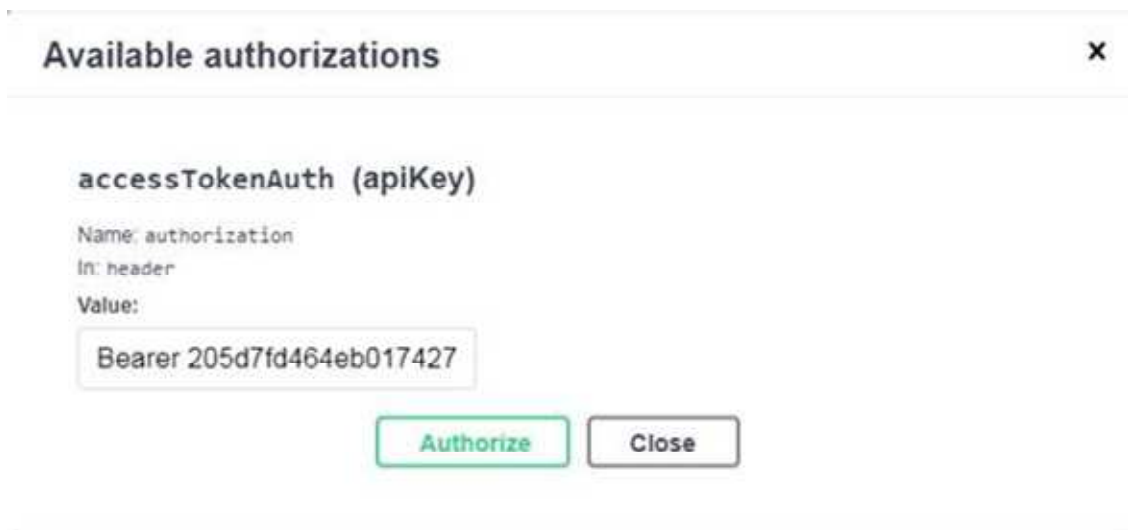 Available authorizations
×
accessTokenAuth (apiKey)
Name: authorization
In: header
Value:
Bearer 205d7fd464eb017427
Authorize
Close